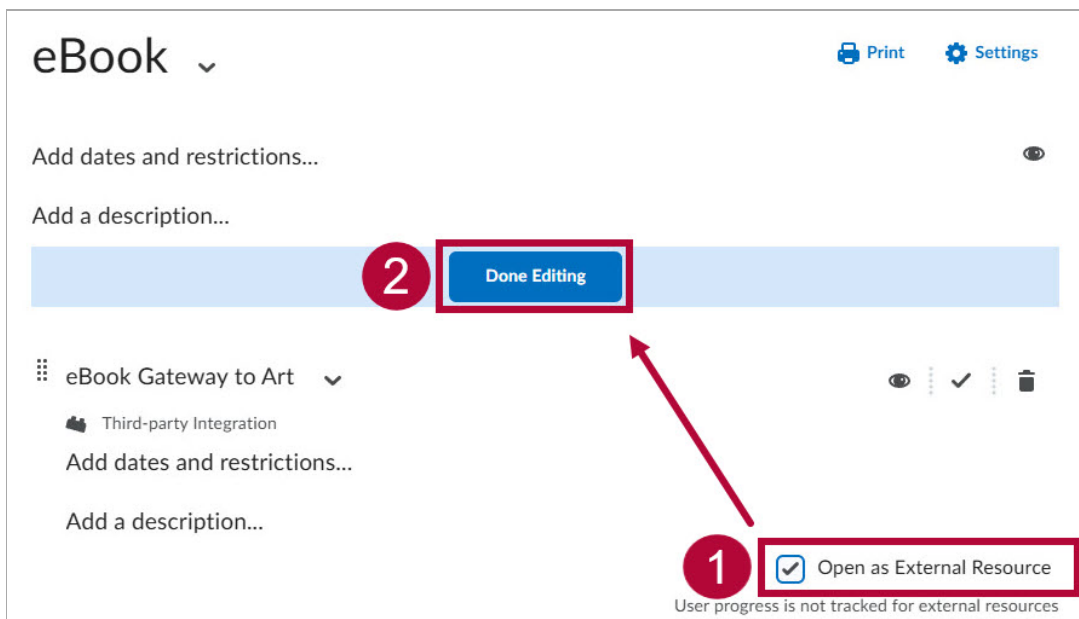 eBook
Print
Settings
Add dates and restrictions...
Add a description...
2
Done Editing
eBook Gateway to Art
Third-party Integration
Add dates and restrictions...
Add a description...
1
Open as External Resource
User progress is not tracked for external resources